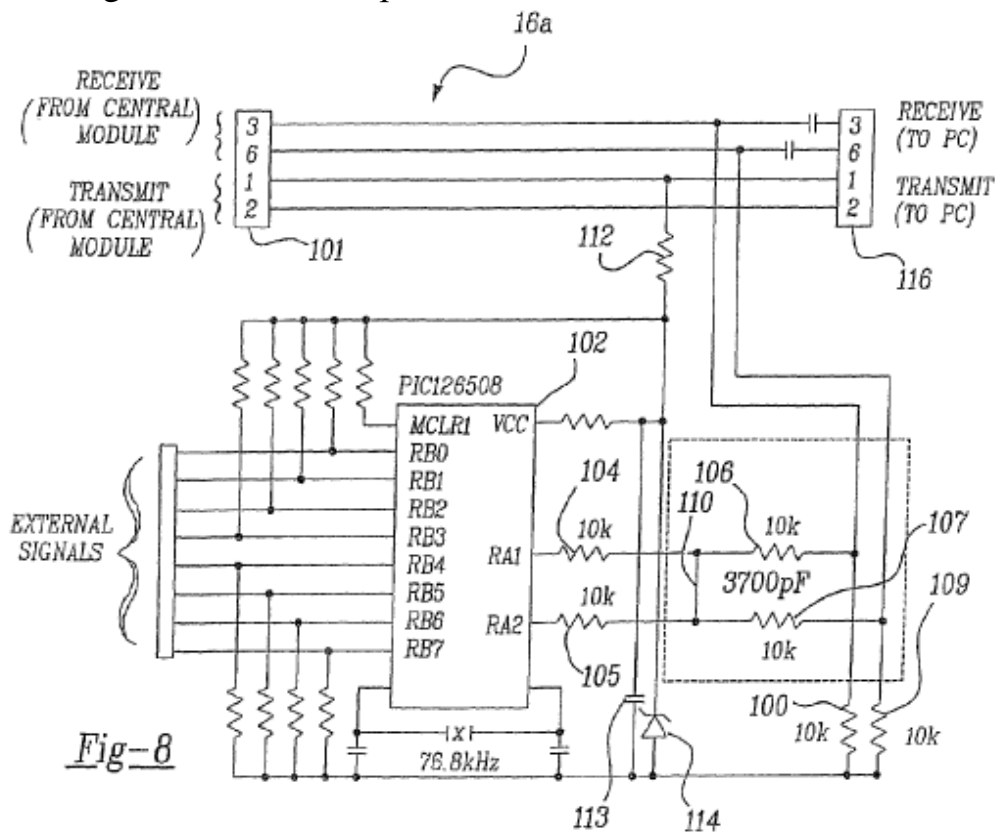 16a
RECEIVE
(FROM CENTRAL)
MODULE
TRANSMIT
(FROM CENTRAL)
MODULE
3
6
1
2
101
3
6
1
2
RECEIVE
(TO PC)
TRANSMIT
(TO PC)
116
112
102
PIC126508
MCLR1
VCC
RB0
RB1
RB2
RB3
RB4
RB5
RB6
RB7
RA1
RA2
EXTERNAL
SIGNALS
104
10k
10k
105
110
106
10k
3700pF
10k
107
109
100
10k
10k
X
76.8kHz
113
114
Fig-8